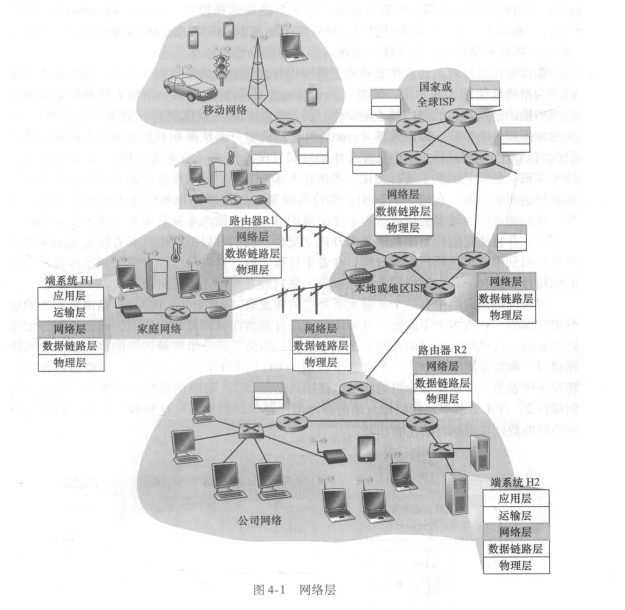 移动网络
国家或
全球ISP
路由器R1
网络层
数据链路层
物理层
网络层
数据链路层
物理层
端系统 H1
应用层
运输层
网络层
数据链路层
物理层
家庭网络
本地或地区ISP
网络层
数据链路层
物理层
网络层
数据链路层
物理层
路由器 R2
网络层
数据链路层
物理层
公司网络
端系统 H2
应用层
运输层
网络层
数据链路层
物理层
图 4-1 网络层